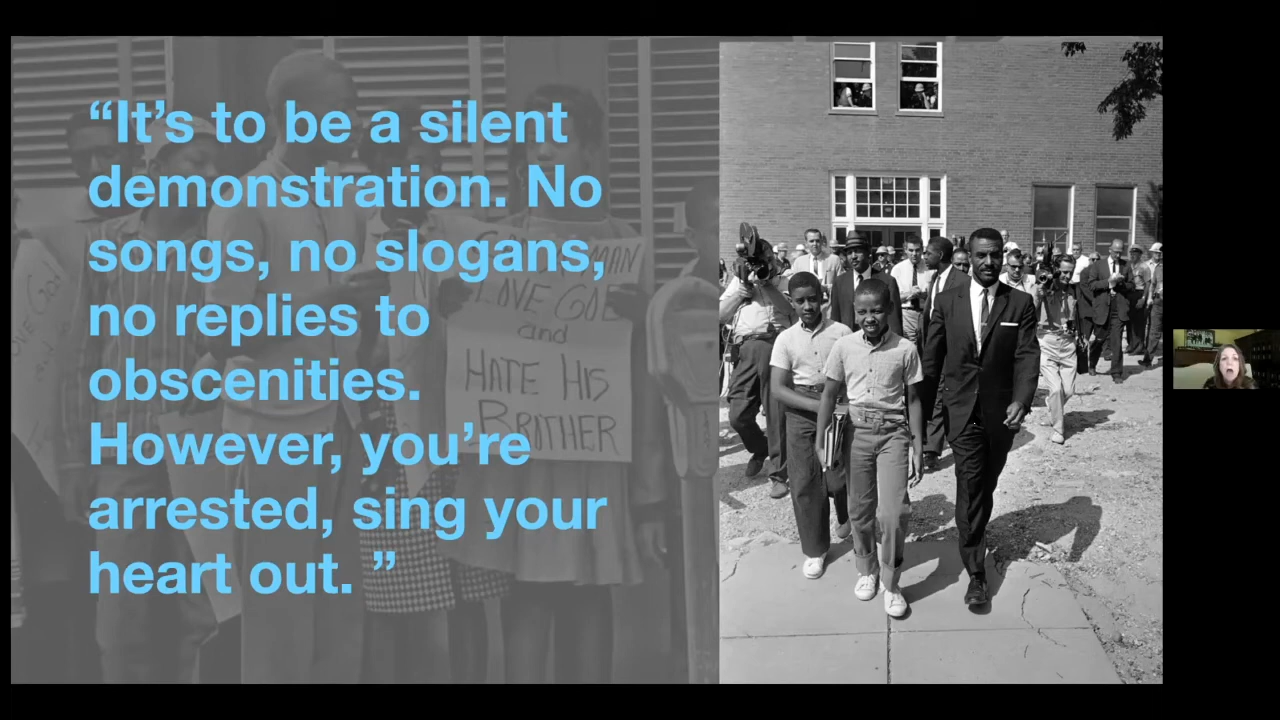 “It’s to be a silent
demonstration. No
songs, no slogans,
no replies to
obscenities.
However, you’re
arrested, sing your
heart out. ”
MAN
LOVE GOD
and
HATE HIS
BROTHER